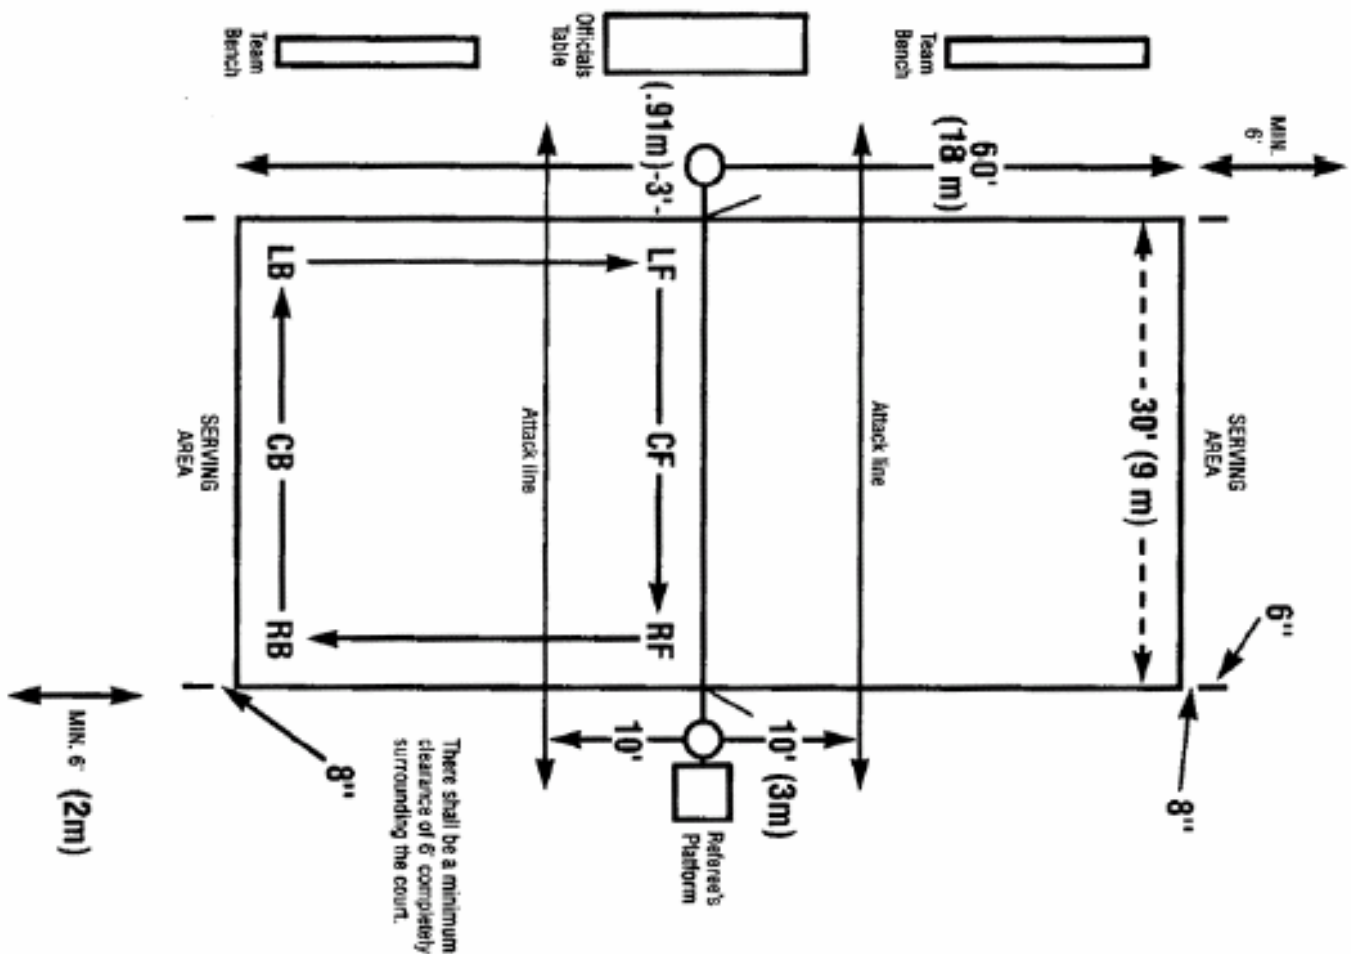 Team
Bench
Officials
Table
Team
Bench
MIN.
6'
60'
(18 m)
(.91m)-3'-
LB
LF
30' (9 m)
SERVING
AREA
CB
CF
Attack line
Attack line
SERVING
AREA
RB
RF
6"
8"
8"
10'
10' (3m)
MIN. 6' (2m)
Referee's
Platform
There shall be a minimum
clearance of 6' completely
surrounding the court.